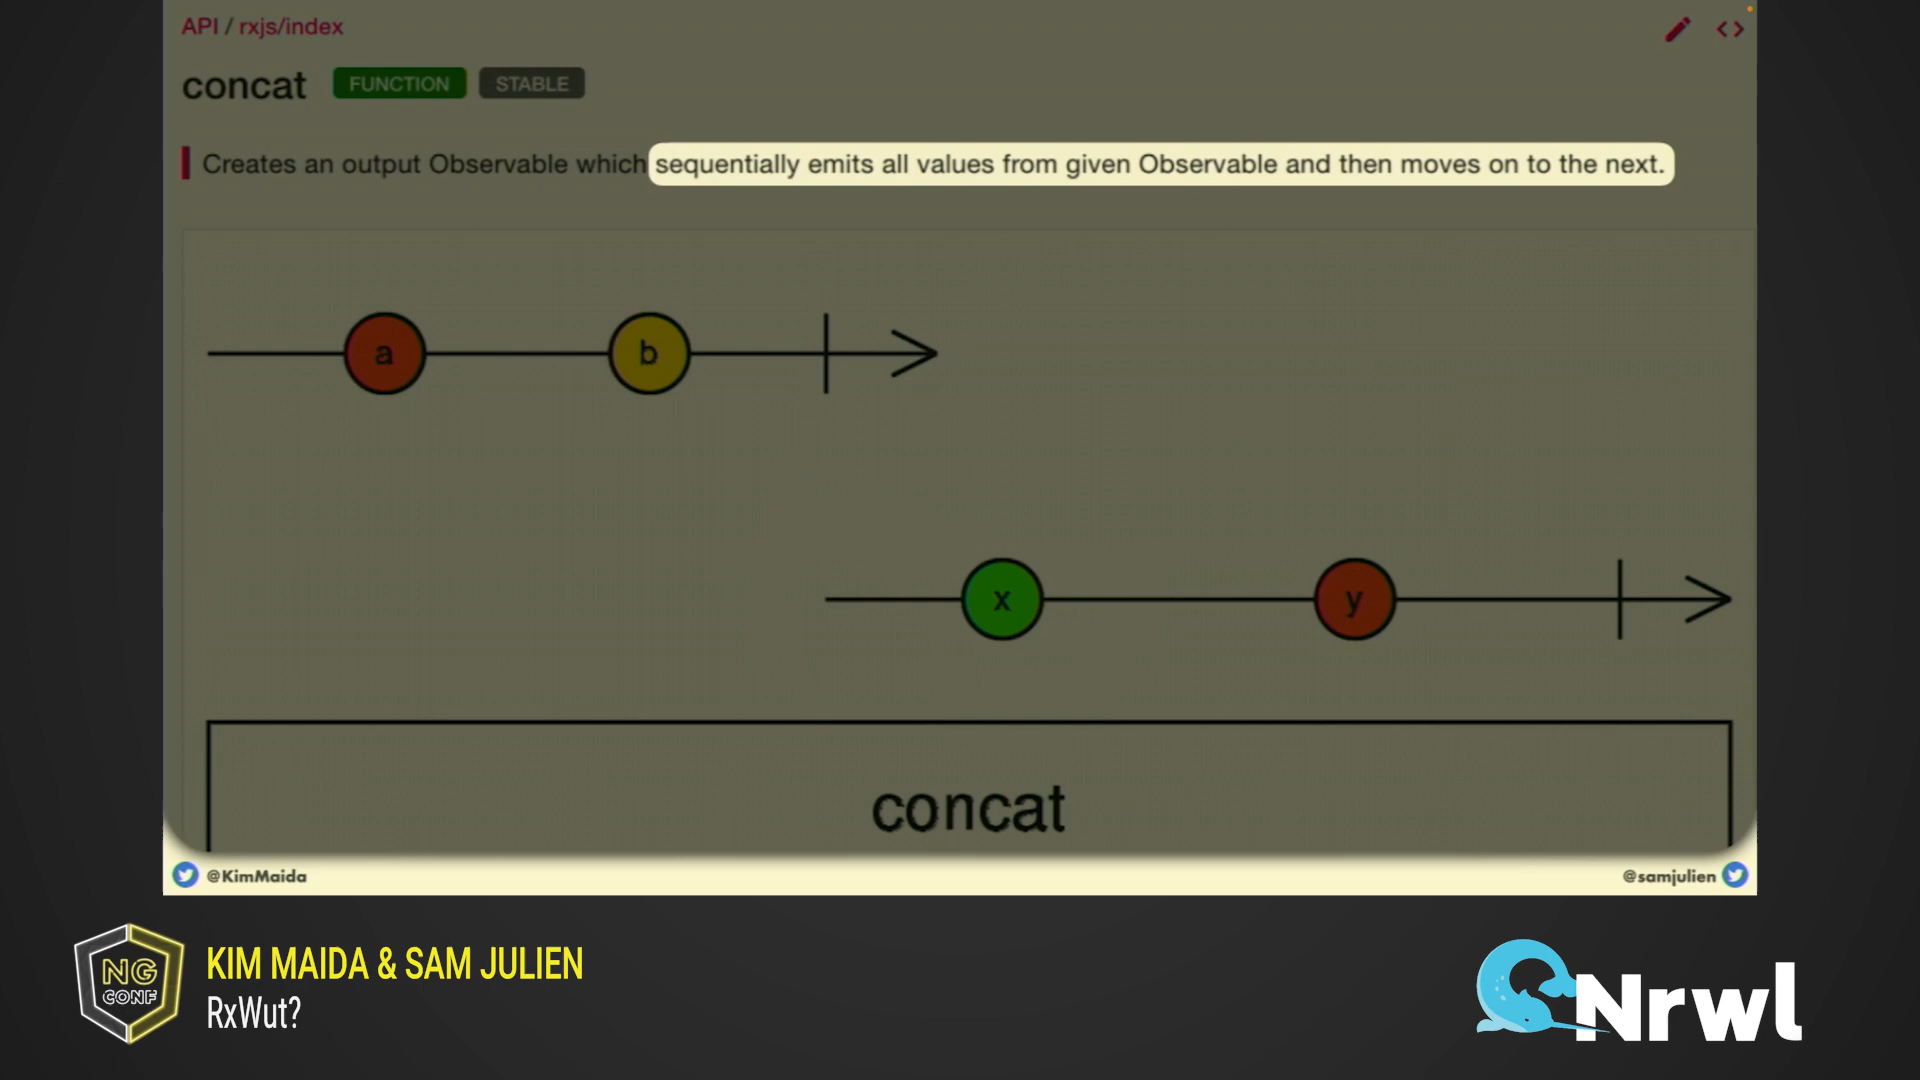 API / rxjs/index
concat FUNCTION STABLE
Creates an output Observable which sequentially emits all values from given Observable and then moves on to the next.
a b
x y
concat
@KimMaida @samjulien
NG CONF
KIM MAIDA & SAM JULIEN
RxWut?
Nrwl